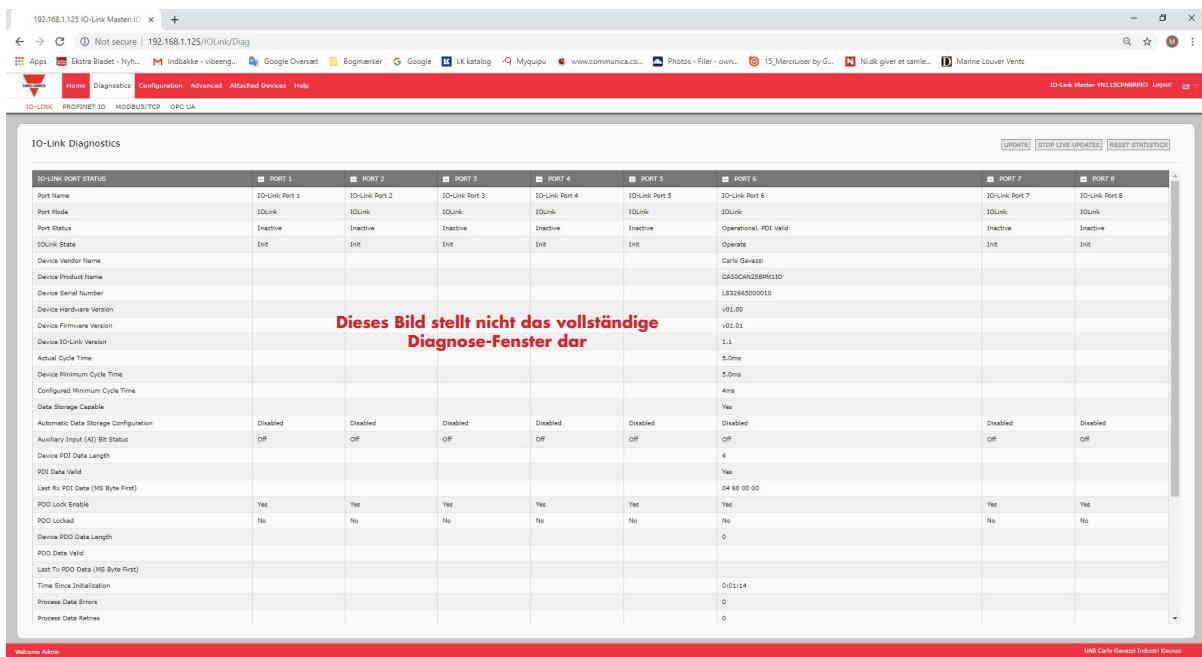 192.168.1.125 IO-Link Master: IO
Not secure | 192.168.1.125/IOLink/Diag
Apps Ekstra Bladet - Nyh... Indbakke - vibeeng... Google Oversæt Bogmærker Google LK katalog Myquipu www.communica.co... Photos - Filer - own... 15_Mercruiser by G... Ni.dk giver et samle... Marine Louver Vents
Home Diagnostics Configuration Advanced Attached Devices Help IO-Link Master YN115CPN8RPIO Logout
IO-LINK PROFINET IO MODBUS/TCP OPC UA
IO-Link Diagnostics UPDATE STOP LIVE UPDATES RESET STATISTICS
IO-LINK PORT STATUS PORT 1 PORT 2 PORT 3 PORT 4 PORT 5 PORT 6 PORT 7 PORT 8
Port Name IO-Link Port 1 IO-Link Port 2 IO-Link Port 3 IO-Link Port 4 IO-Link Port 5 IO-Link Port 6 IO-Link Port 7 IO-Link Port 8
Port Mode IOLink IOLink IOLink IOLink IOLink IOLink IOLink IOLink
Port Status Inactive Inactive Inactive Inactive Inactive Operational, PDI Valid Inactive Inactive
IOLink State Init Init Init Init Init Operate Init Init
Device Vendor Name Carlo Gavazzi
Device Product Name CA30CAN25BPM1IO
Device Serial Number LS32665000010
Device Hardware Version v01.00
Dieses Bild stellt nicht das vollständige
Diagnose-Fenster dar
Device Firmware Version v01.01
Device IO-Link Version 1.1
Actual Cycle Time 5.0ms
Device Minimum Cycle Time 5.0ms
Configured Minimum Cycle Time 4ms
Data Storage Capable Yes
Automatic Data Storage Configuration Disabled Disabled Disabled Disabled Disabled Disabled Disabled Disabled
Auxiliary Input (AI) Bit Status Off Off Off Off Off Off Off Off
Device PDI Data Length 4
PDI Data Valid Yes
Last Rx PDI Data (MS Byte First) 04 60 00 00
PDO Lock Enable Yes Yes Yes Yes Yes Yes Yes Yes
PDO Locked No No No No No No No No
Device PDO Data Length 0
PDO Data Valid
Last Tx PDO Data (MS Byte First)
Time Since Initialization 0:01:14
Process Data Errors 0
Process Data Retries 0
Welcome Admin UAB Carlo Gavazzi Industri Kaunas